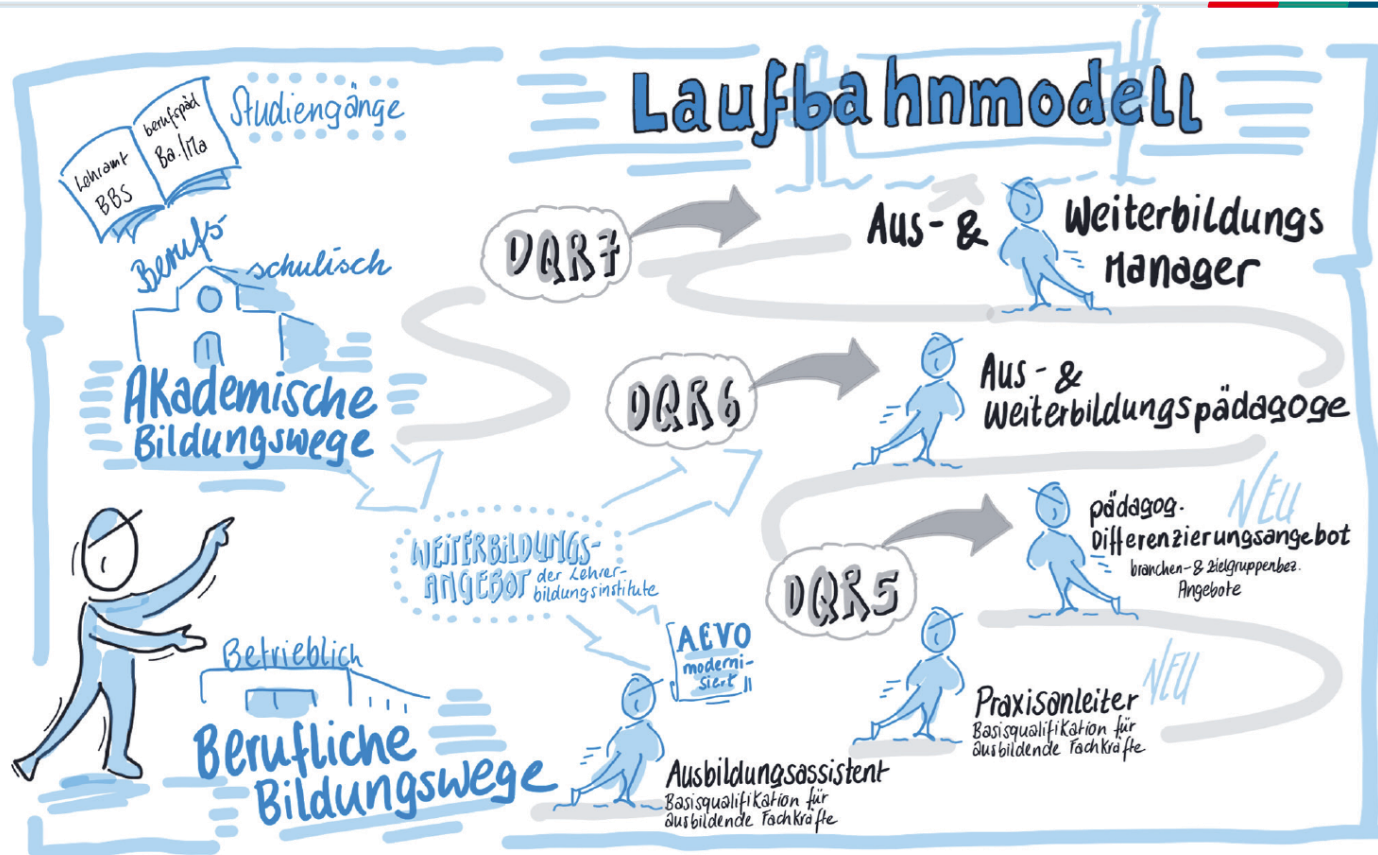 Laufbahnmodell
Studiengänge
Lehramt
BBS
berufspäd
Ba./Ma
Berufs
schulisch
Akademische
Bildungswege
DQR7
Aus- & Weiterbildungs
Manager
DQR6
Aus- &
Weiterbildungspädagoge
WEITERBILDUNGS-
ANGEBOT der Lehrer-
bildungsinstitute
DQR5
NEU
pädagog.
Differenzierungsangebot
branchen- & zielgruppenbez.
Angebote
AEVO
moderni-
siert
NEU
Praxisanleiter
Basisqualifikation für
ausbildende Fachkräfte
Betrieblich
Berufliche
Bildungswege
Ausbildungsassistent
Basisqualifikation für
ausbildende Fachkräfte